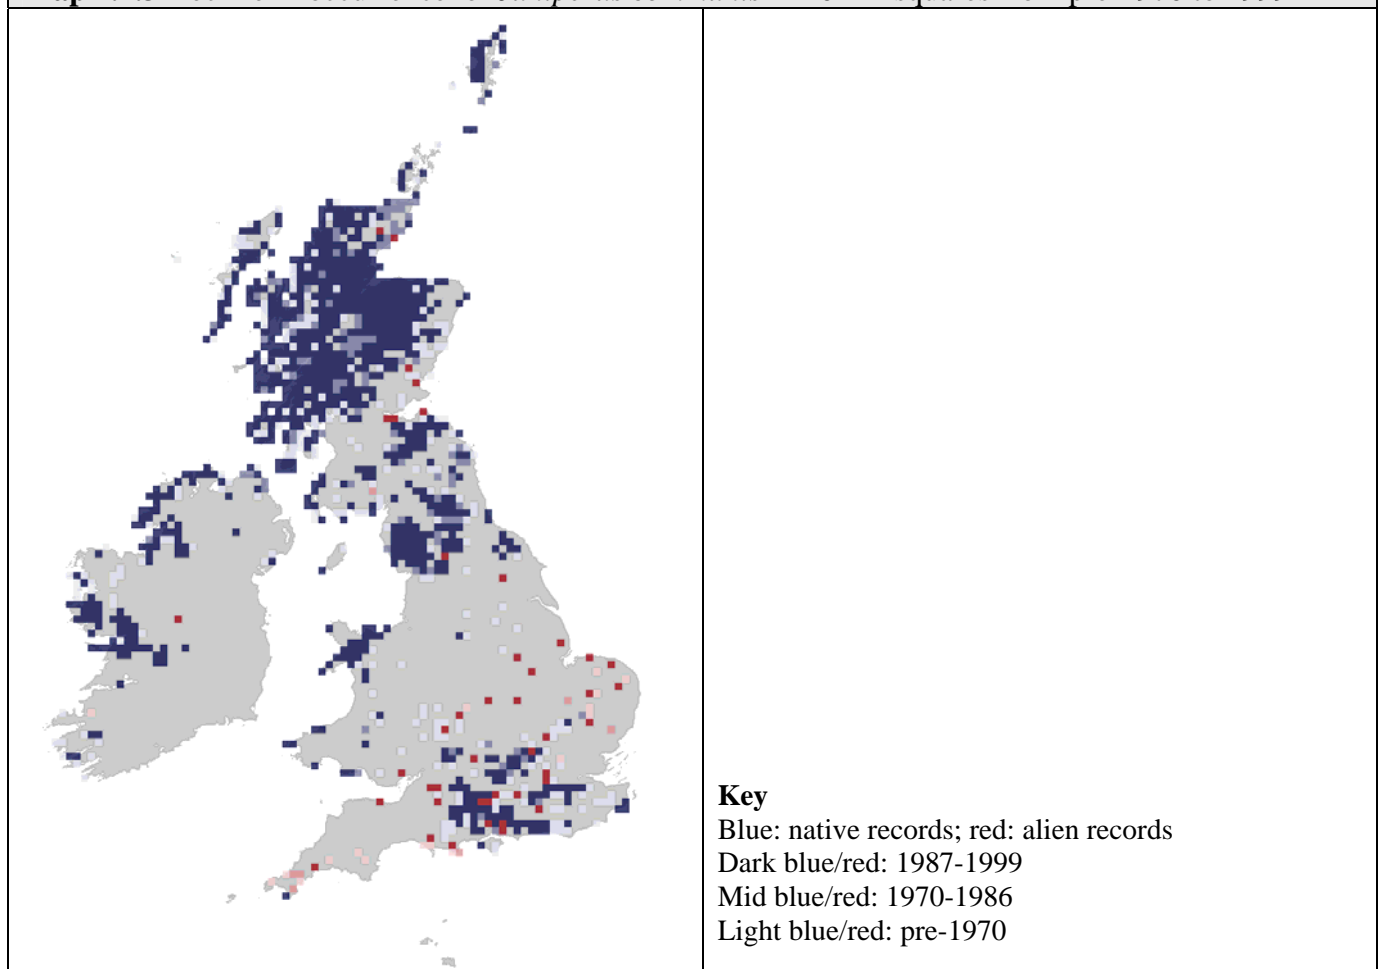 Key
Blue: native records; red: alien records
Dark blue/red: 1987-1999
Mid blue/red: 1970-1986
Light blue/red: pre-1970